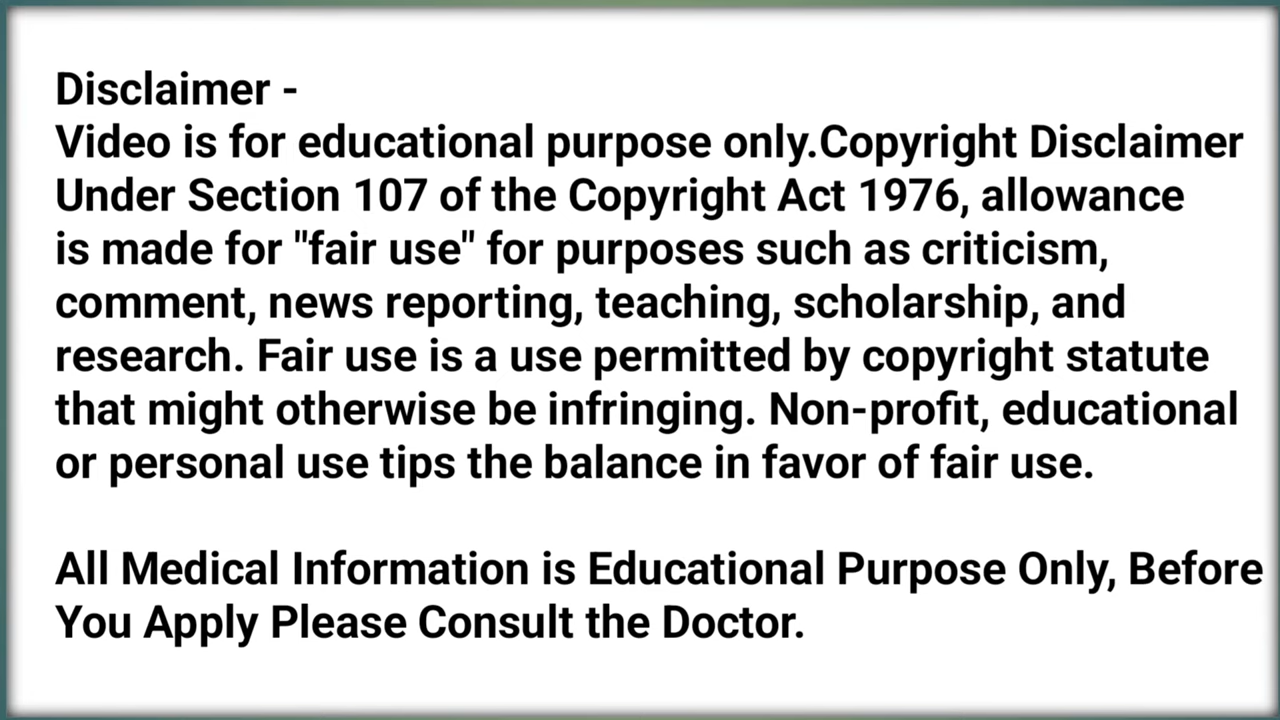 Disclaimer -
Video is for educational purpose only.Copyright Disclaimer
Under Section 107 of the Copyright Act 1976, allowance
is made for "fair use" for purposes such as criticism,
comment, news reporting, teaching, scholarship, and
research. Fair use is a use permitted by copyright statute
that might otherwise be infringing. Non-profit, educational
or personal use tips the balance in favor of fair use.
All Medical Information is Educational Purpose Only, Before
You Apply Please Consult the Doctor.